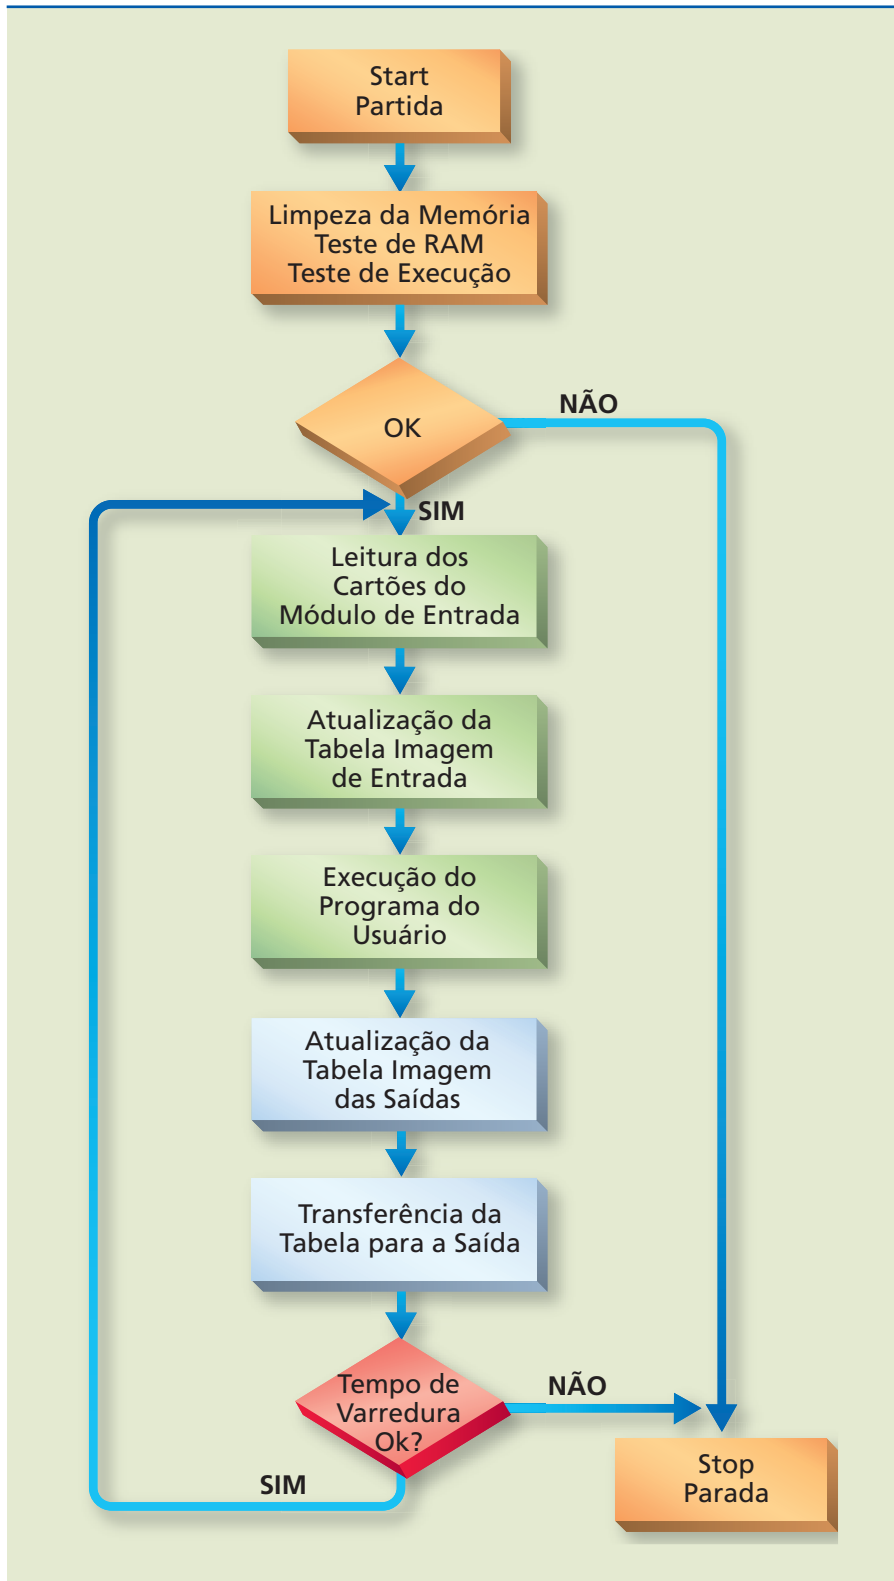 Start
Partida
Limpeza da Memória
Teste de RAM
Teste de Execução
OK
NÃO
SIM
Leitura dos
Cartões do
Módulo de Entrada
Atualização da
Tabela Imagem
de Entrada
Execução do
Programa do
Usuário
Atualização da
Tabela Imagem
das Saídas
Transferência da
Tabela para a Saída
Tempo de
Varredura
Ok?
NÃO
SIM
Stop
Parada